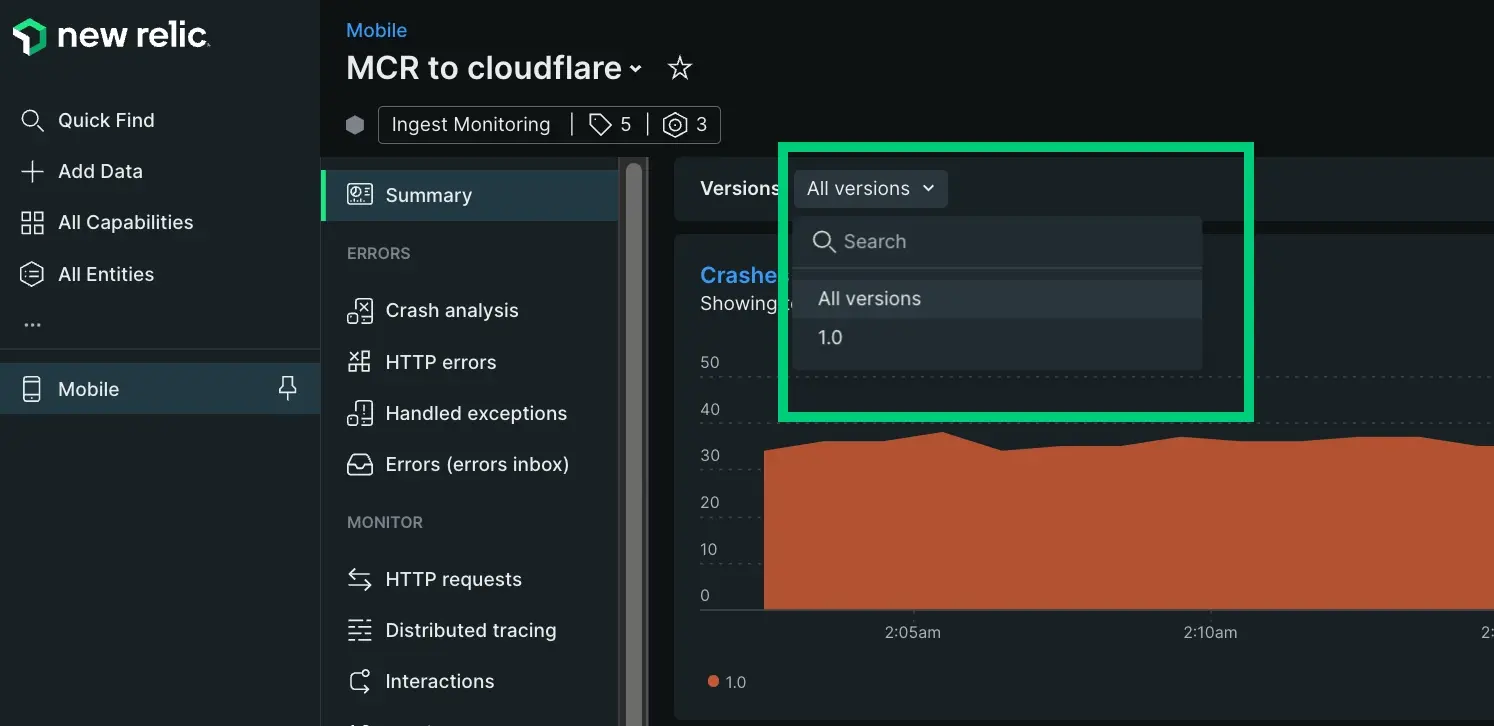 new relic.
Quick Find
Add Data
All Capabilities
All Entities
...
Mobile
Mobile
MCR to cloudflare
Ingest Monitoring | 5 | 3
Summary
ERRORS
Crash analysis
HTTP errors
Handled exceptions
Errors (errors inbox)
MONITOR
HTTP requests
Distributed tracing
Interactions
Versions All versions
Search
All versions
1.0
Crashe
Showing
50
40
30
20
10
0
2:05am 2:10am 2:
1.0